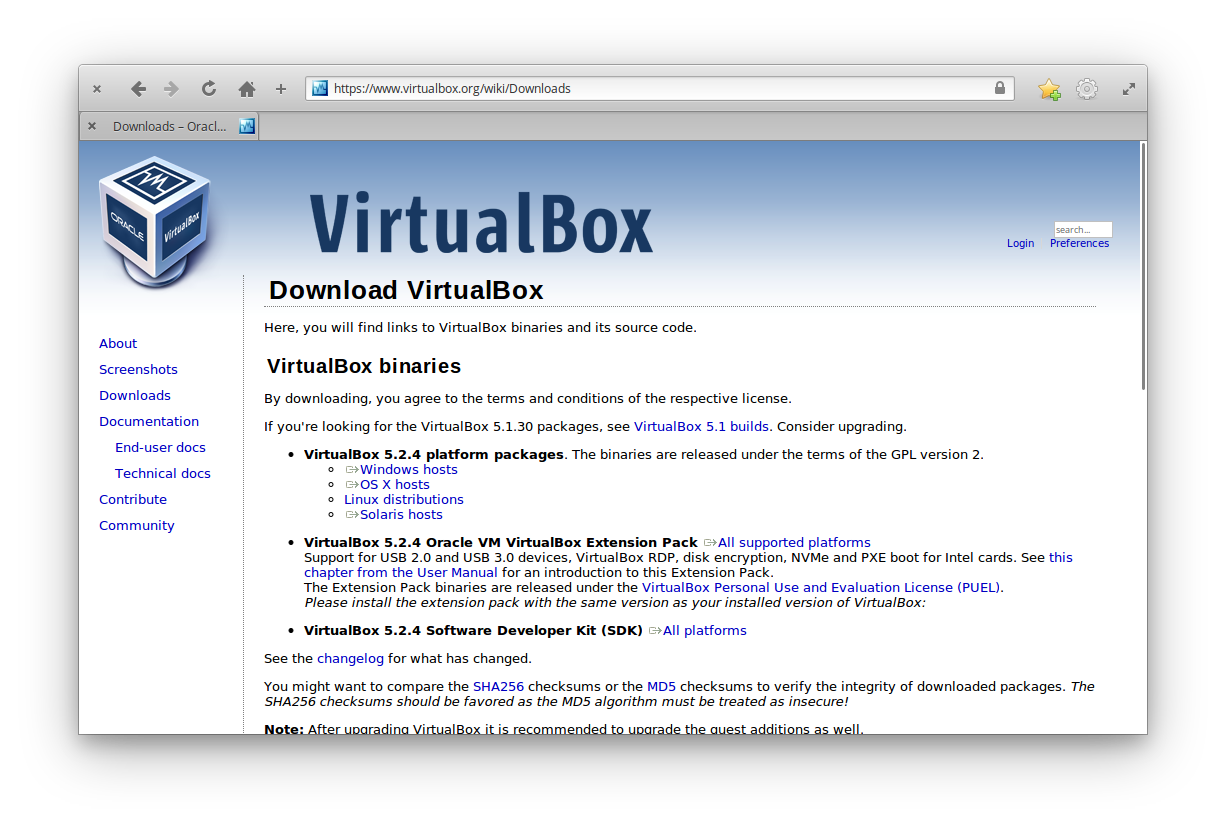 https://www.virtualbox.org/wiki/Downloads
Downloads – Oracl...
ORACLE
VirtualBox
VirtualBox
search...
Login Preferences
Download VirtualBox
Here, you will find links to VirtualBox binaries and its source code.
About
Screenshots
Downloads
Documentation
End-user docs
Technical docs
Contribute
Community
VirtualBox binaries
By downloading, you agree to the terms and conditions of the respective license.
If you're looking for the VirtualBox 5.1.30 packages, see VirtualBox 5.1 builds. Consider upgrading.
• VirtualBox 5.2.4 platform packages. The binaries are released under the terms of the GPL version 2.
Windows hosts
OS X hosts
Linux distributions
Solaris hosts
• VirtualBox 5.2.4 Oracle VM VirtualBox Extension Pack All supported platforms
Support for USB 2.0 and USB 3.0 devices, VirtualBox RDP, disk encryption, NVMe and PXE boot for Intel cards. See this
chapter from the User Manual for an introduction to this Extension Pack.
The Extension Pack binaries are released under the VirtualBox Personal Use and Evaluation License (PUEL).
Please install the extension pack with the same version as your installed version of VirtualBox:
• VirtualBox 5.2.4 Software Developer Kit (SDK) All platforms
See the changelog for what has changed.
You might want to compare the SHA256 checksums or the MD5 checksums to verify the integrity of downloaded packages. The
SHA256 checksums should be favored as the MD5 algorithm must be treated as insecure!
Note: After upgrading VirtualBox it is recommended to upgrade the guest additions as well.